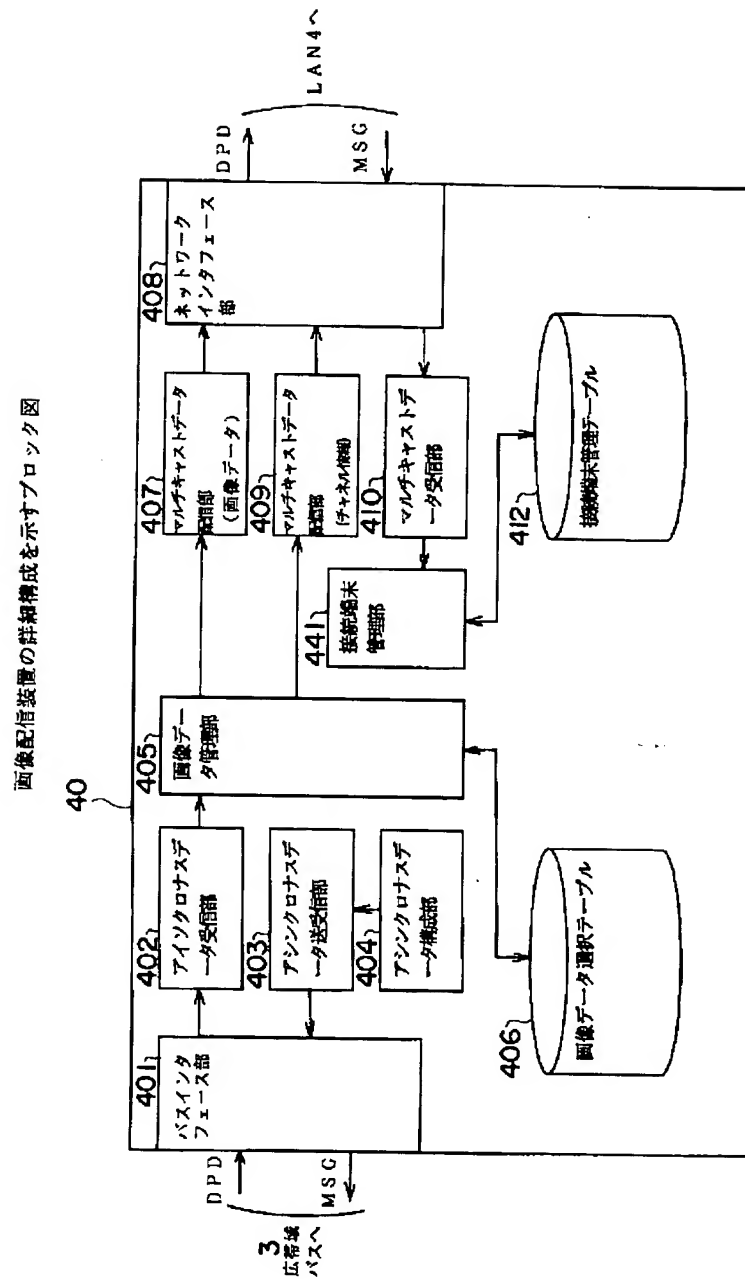 画像配信装置の詳細構成を示すブロック図
40
401
バスインタ
フェース部
DPD
MSG
3
広帯域
バスへ
402
アイソクロナスデ
ータ受信部
403
アシンクロナスデ
ータ送受信部
404
アシンクロナスデ
ータ構成部
405
画像デー
タ管理部
406
画像データ選択テーブル
407
マルチキャストデータ
配信部
(画像データ)
409
マルチキャストデータ
配信部
(チャネル情報)
410
マルチキャストデ
ータ受信部
441
接続端末
管理部
412
接続端末管理テーブル
408
ネットワーク
インタフェース
部
DPD
MSG
LAN4へ